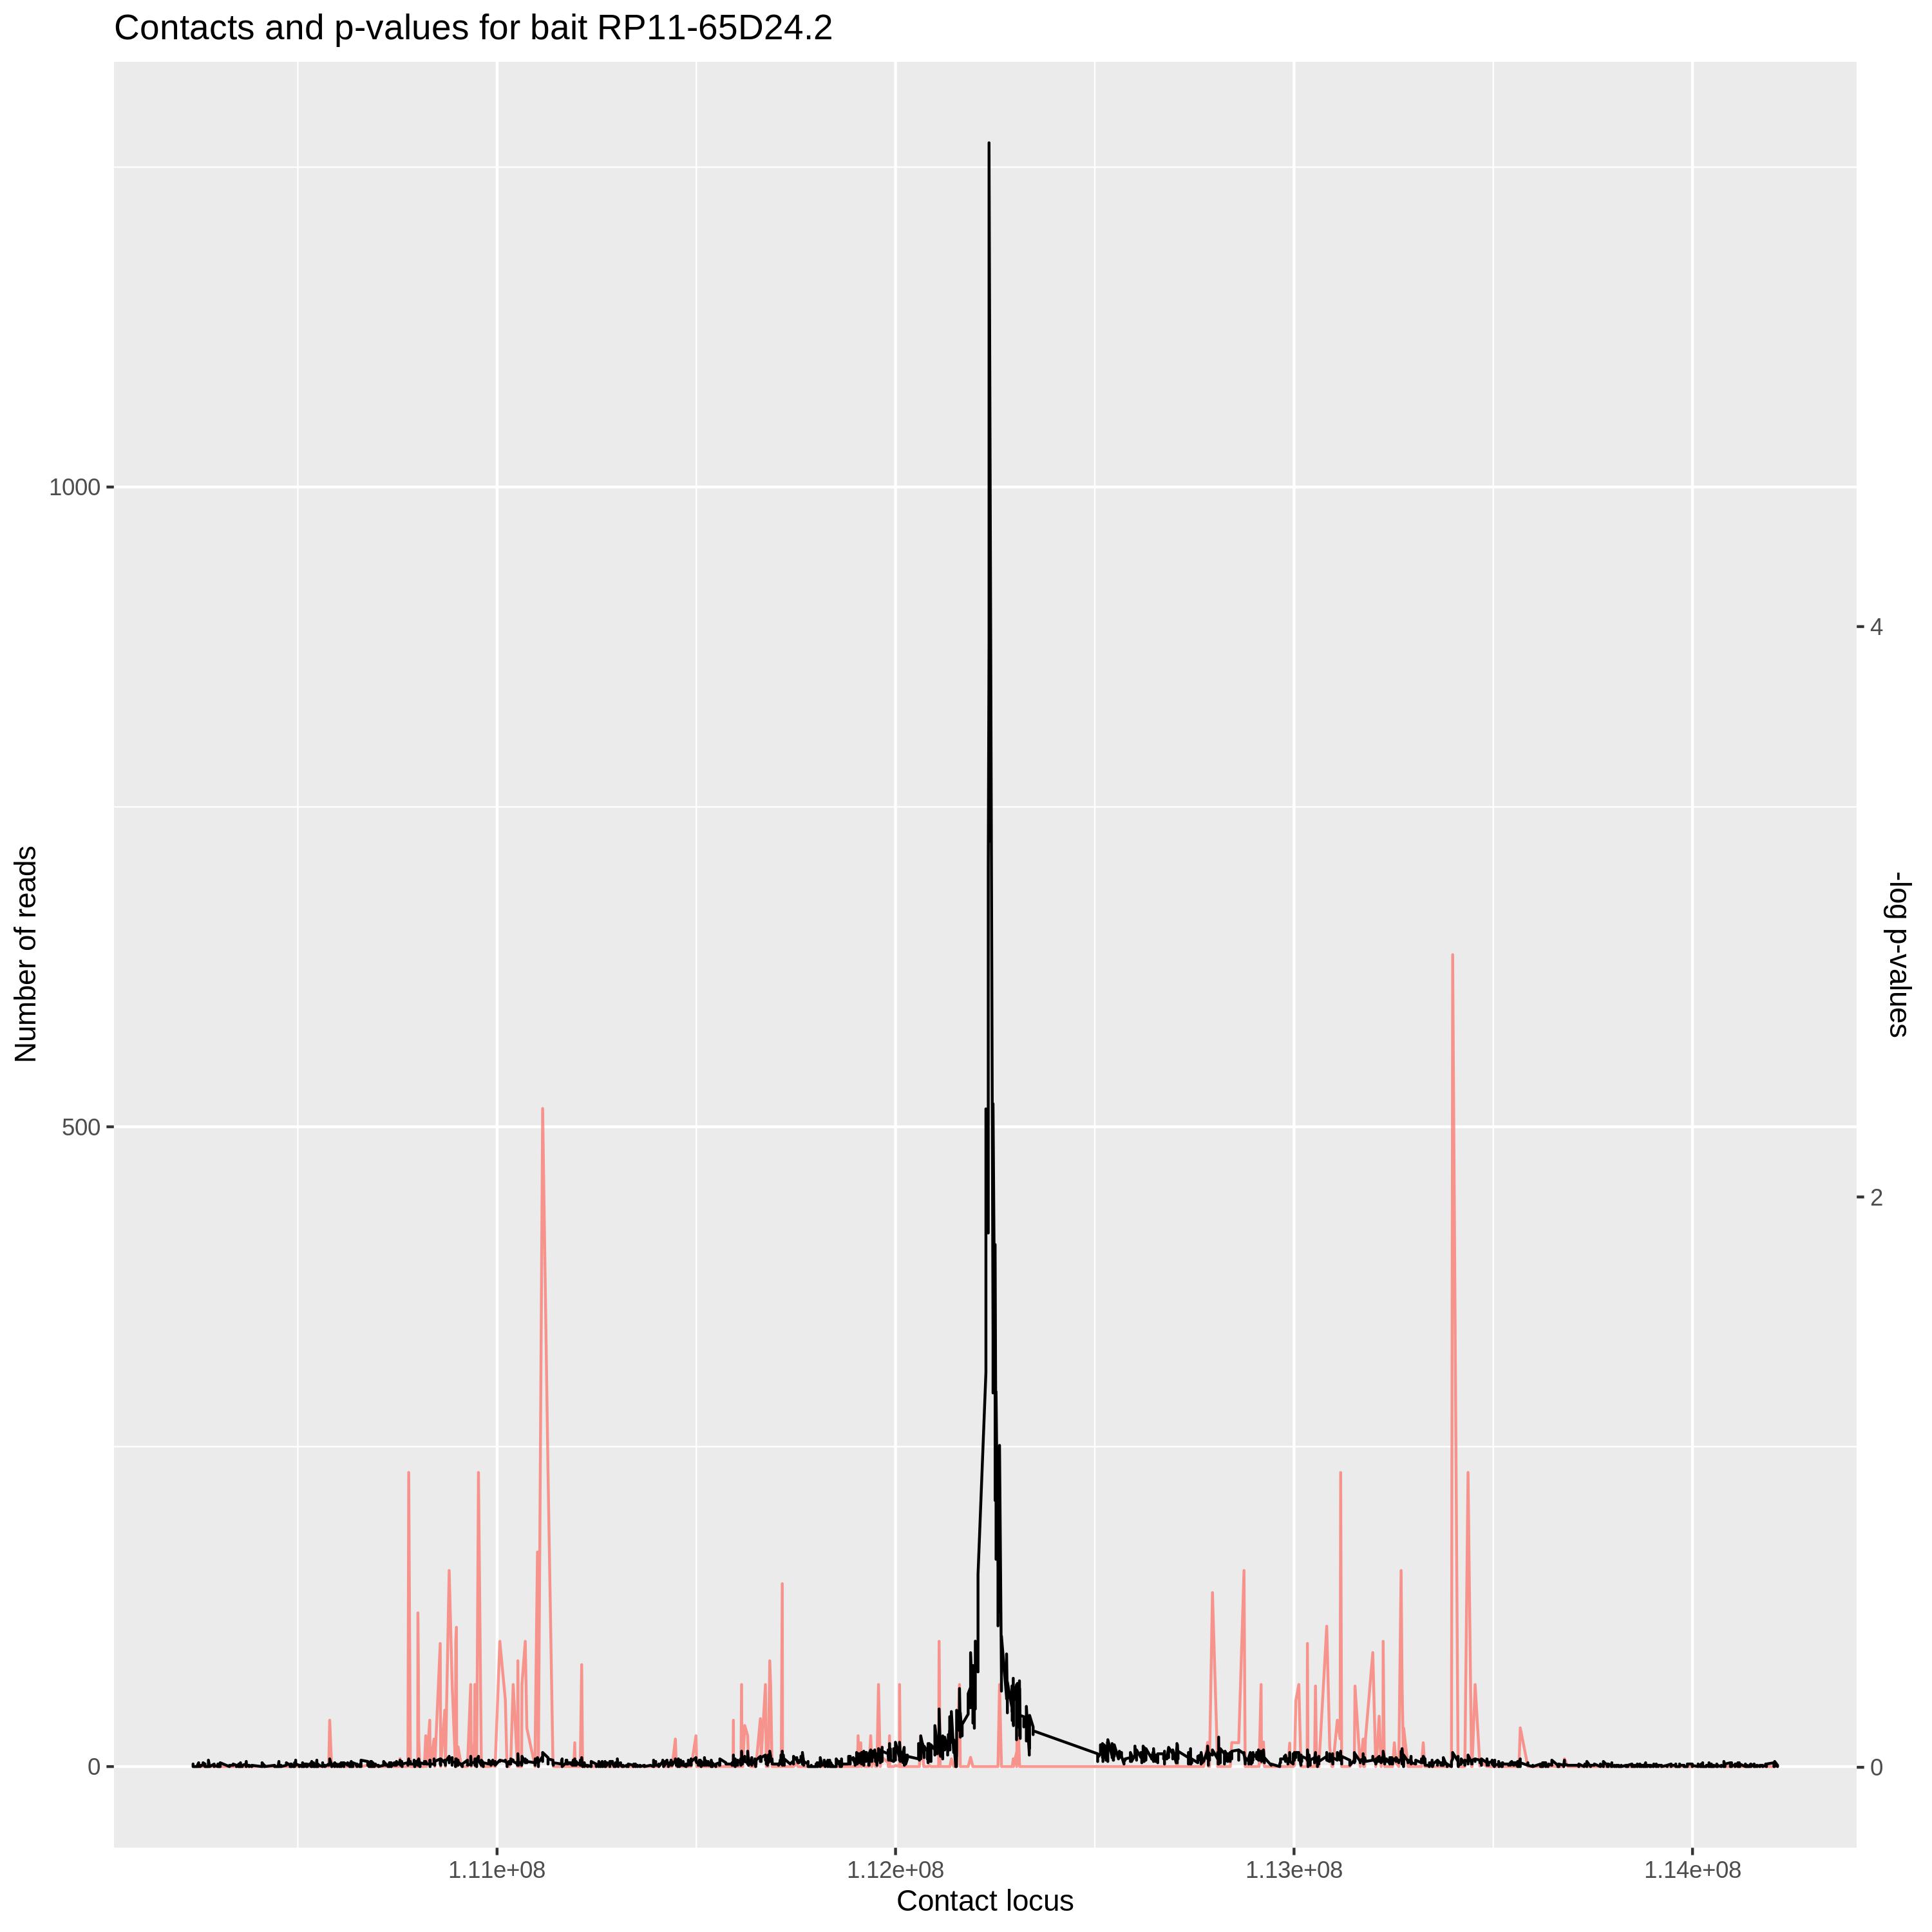 Contacts and p-values for bait RP11-65D24.2
Number of reads
1000
500
0
-log p-values
4
2
0
1.11e+08
1.12e+08
1.13e+08
1.14e+08
Contact locus